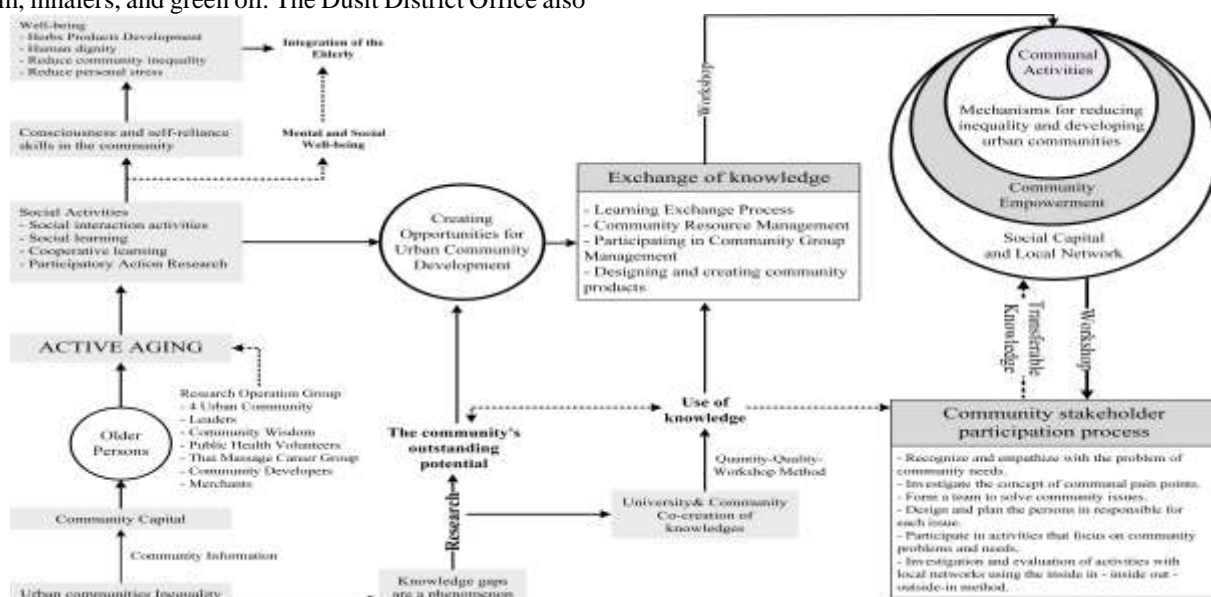 inhalers, and green oil. The Dusit District Office also
Well-being
- Herbs Products Development
- Human dignity
- Reduce community inequality
- Reduce personal stress
Integration of the
Elderly
Consciousness and self-reliance
skills in the community
Mental and Social
Well-being
Social Activities
- Social interaction activities
- Social learning
- Cooperative learning
- Participatory Action Research
ACTIVE AGING
Older
Persons
Research Operation Group
- 4 Urban Community
- Leaders
- Community Wisdom
- Public Health Volunteers
- Thai Massage Career Group
- Community Developers
- Merchants
Community Capital
Community Information
Urban communities Inequality
Creating
Opportunities for
Urban Community
Development
The community's
outstanding
potential
Research
Knowledge gaps
are a phenomenon
Exchange of knowledge
- Learning Exchange Process
- Community Resource Management
- Participating in Community Group
Management
- Designing and creating community
products
Use of
knowledge
Quantity-Quality-
Workshop Method
University& Community
Co-creation of
knowledges
Workshop
Communal
Activities
Mechanisms for reducing
inequality and developing
urban communities
Community
Empowerment
Social Capital
and Local Network
Transferable
Knowledge
Workshop
Community stakeholder
participation process
- Recognize and empathize with the problem of
community needs.
- Investigate the concept of communal pain points.
- Form a team to solve community issues.
- Design and plan the persons in responsible for
each issue.
- Participate in activities that focus on community
problems and needs.
- Investigation and evaluation of activities with
local networks using the inside in - inside out -
outside-in method.